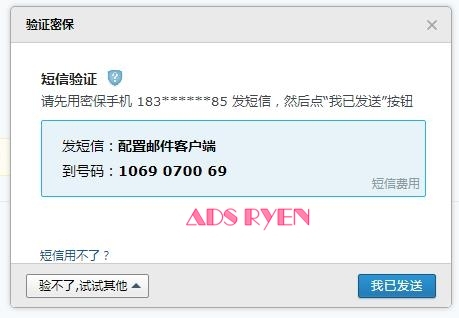 验证密保
短信验证
请先用密保手机 183******85 发短信，然后点“我已发送”按钮
发短信：配置邮件客户端
到号码：1069 0700 69
短信费用
ADS RYEN
短信用不了？
验不了,试试其他
我已发送